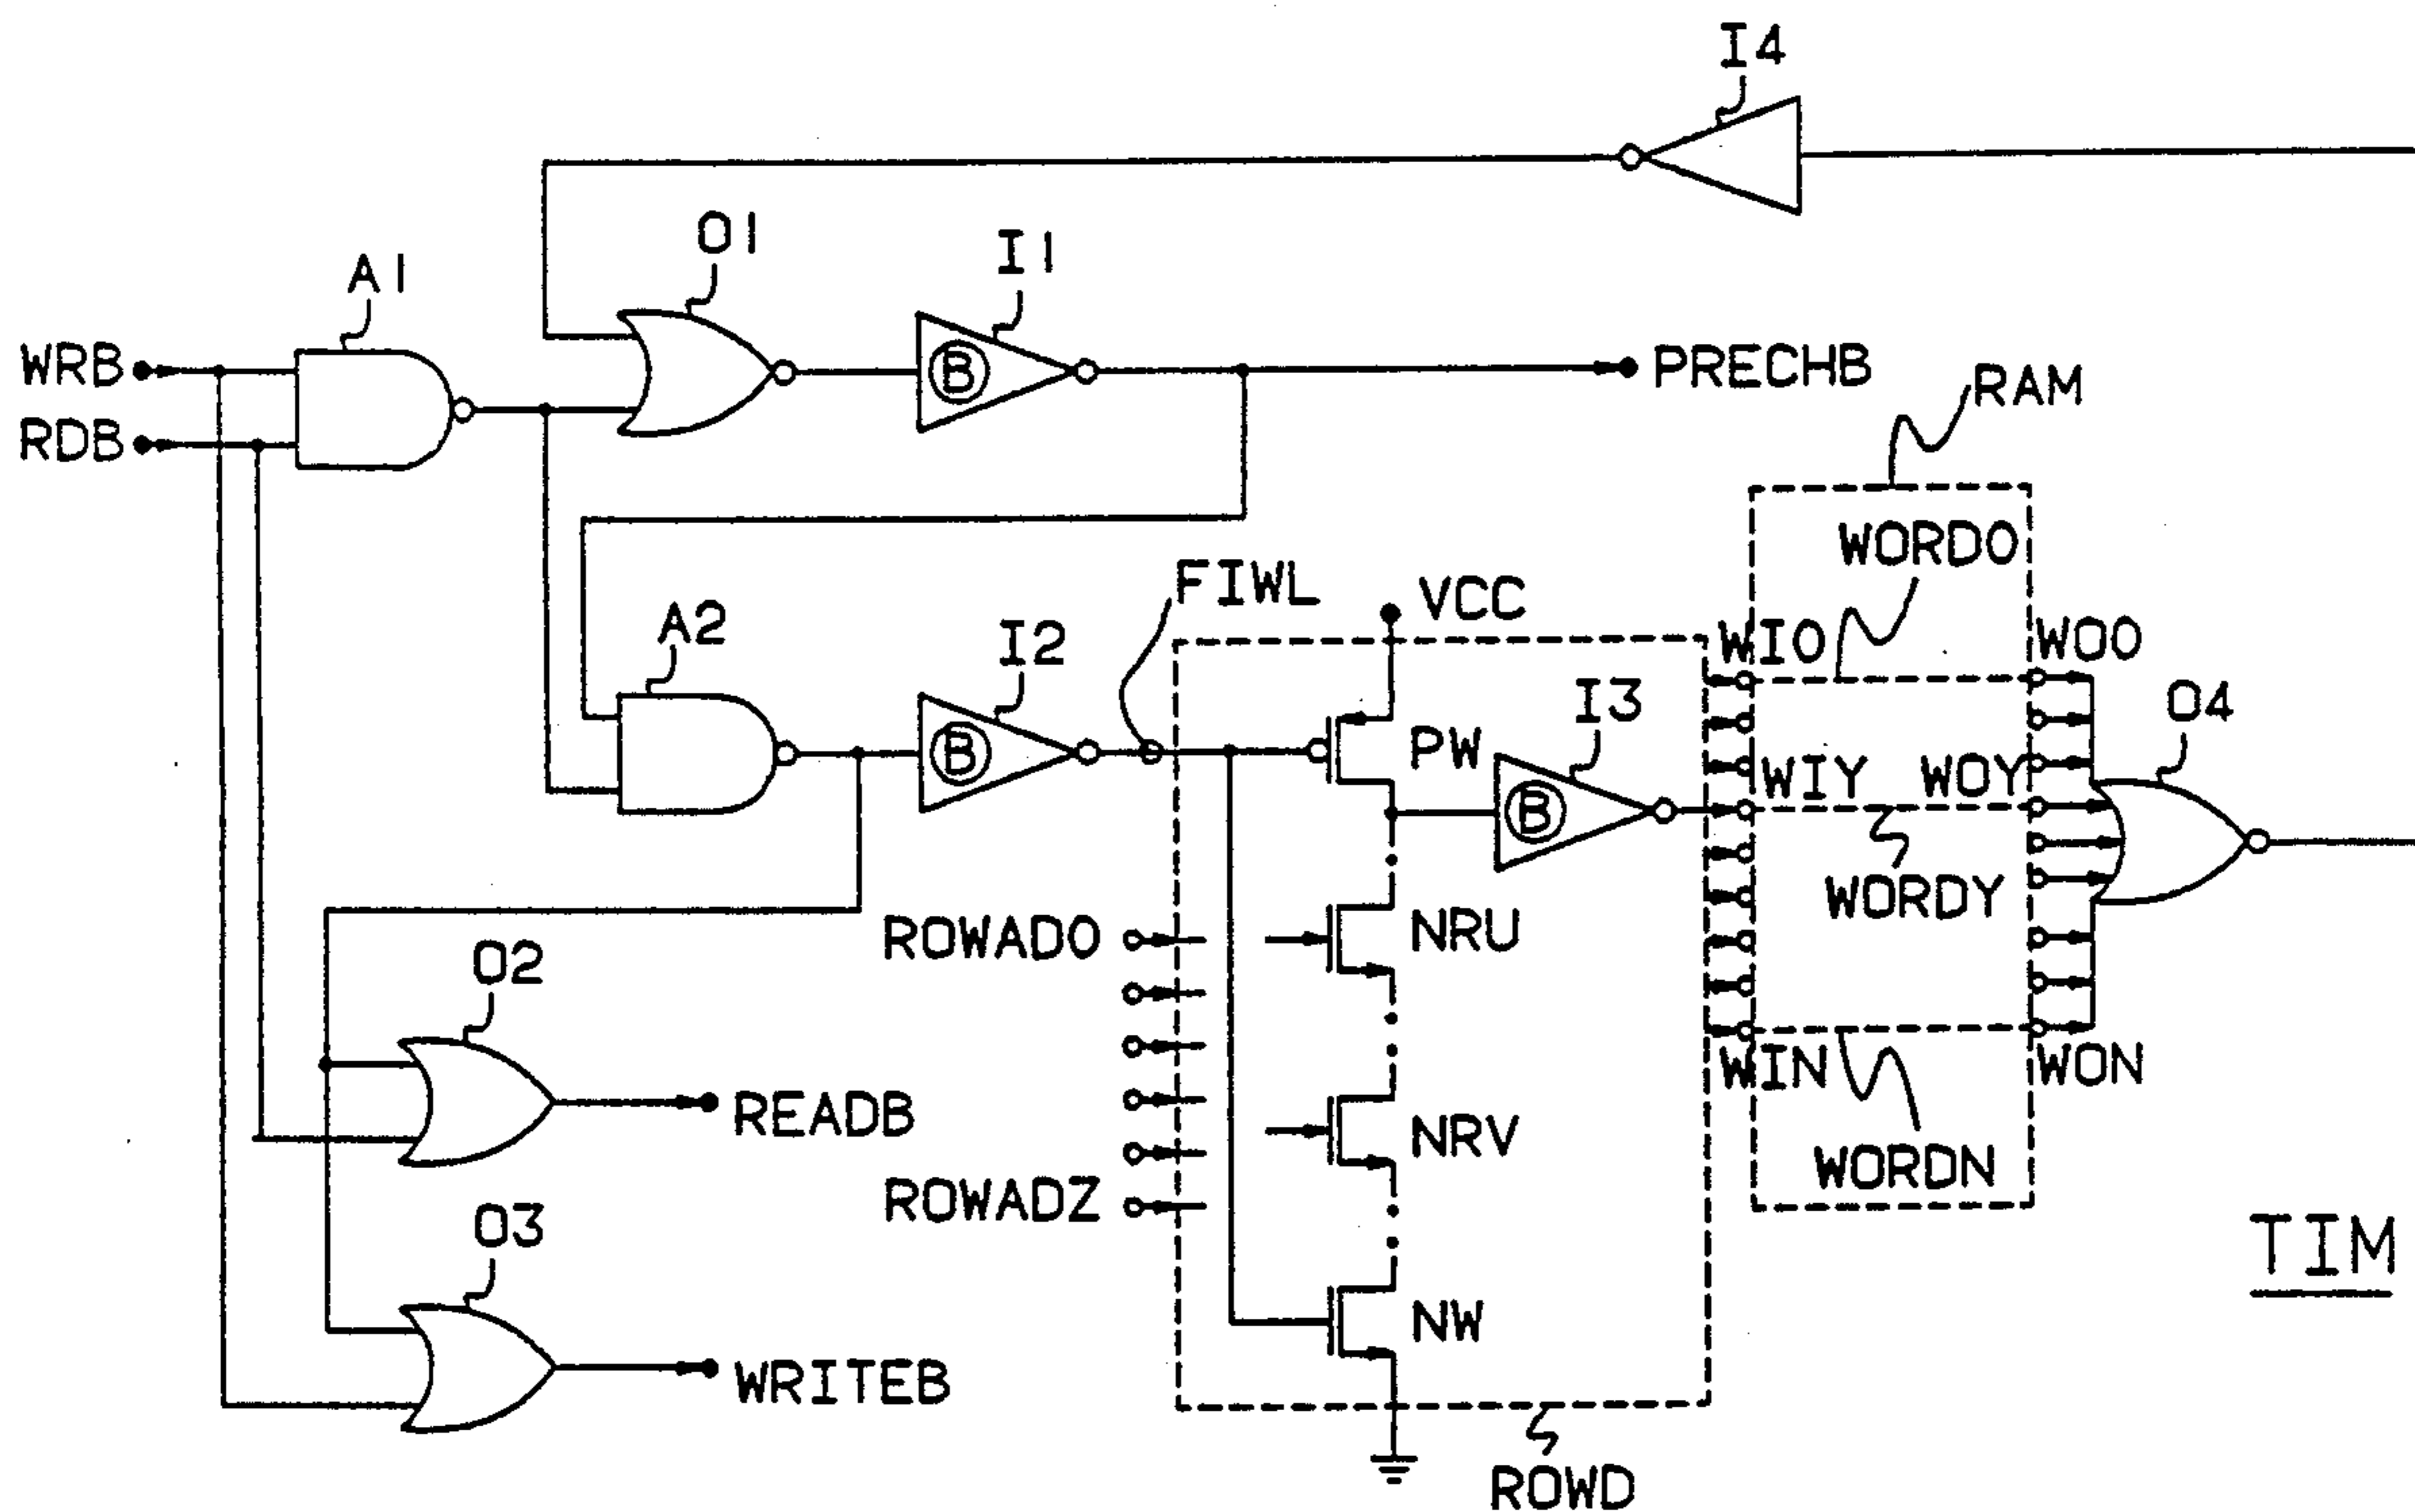 I4
O1
I1
A1
WRB
PRECHB
RAM
RDB
WORD0
FIWL
VCC
A2
I2
WI0
WO0
I3
O4
PW
WIY
WOY
WORDY
ROWAD0
NRU
O2
WIN
WON
READB
NRV
WORDN
ROWADZ
O3
TIM
NW
WRITEB
ROWD
B
B
B